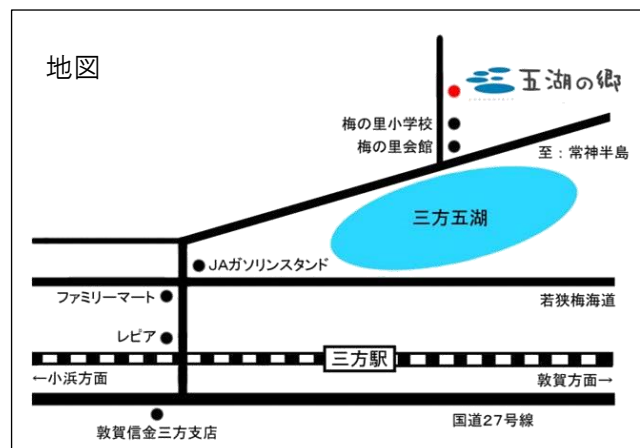 地図
五湖の郷
梅の里小学校
梅の里会館
至：常神半島
三方五湖
JAガソリンスタンド
ファミリーマート
若狭梅海道
レピア
三方駅
←小浜方面
敦賀方面→
国道27号線
敦賀信金三方支店